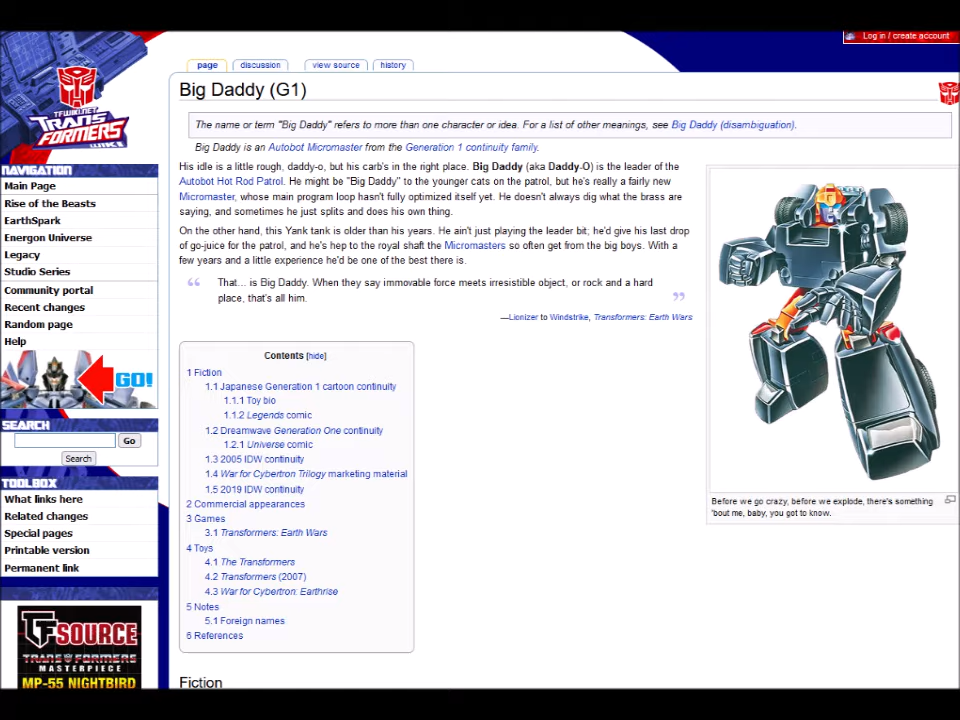 Log in / create account
page
discussion
view source
history
TFWIKI.NET
TRANSFORMERS
WIKI
Big Daddy (G1)
The name or term "Big Daddy" refers to more than one character or idea. For a list of other meanings, see Big Daddy (disambiguation).
Big Daddy is an Autobot Micromaster from the Generation 1 continuity family.
His idle is a little rough, daddy-o, but his carb's in the right place. Big Daddy (aka Daddy-O) is the leader of the
Autobot Hot Rod Patrol. He might be "Big Daddy" to the younger cats on the patrol, but he's really a fairly new
Micromaster, whose main program loop hasn't fully optimized itself yet. He doesn't always dig what the brass are
saying, and sometimes he just splits and does his own thing.
On the other hand, this Yank tank is older than his years. He ain't just playing the leader bit; he'd give his last drop
of go-juice for the patrol, and he's hep to the royal shaft the Micromasters so often get from the big boys. With a
few years and a little experience he'd be one of the best there is.
“ That... is Big Daddy. When they say immovable force meets irresistible object, or rock and a hard
place, that's all him. ”
—Lionizer to Windstrike, Transformers: Earth Wars
Before we go crazy, before we explode, there's something
'bout me, baby, you got to know.
Contents [hide]
1 Fiction
1.1 Japanese Generation 1 cartoon continuity
1.1.1 Toy bio
1.1.2 Legends comic
1.2 Dreamwave Generation One continuity
1.2.1 Universe comic
1.3 2005 IDW continuity
1.4 War for Cybertron Trilogy marketing material
1.5 2019 IDW continuity
2 Commercial appearances
3 Games
3.1 Transformers: Earth Wars
4 Toys
4.1 The Transformers
4.2 Transformers (2007)
4.3 War for Cybertron: Earthrise
5 Notes
5.1 Foreign names
6 References
Fiction
NAVIGATION
Main Page
Rise of the Beasts
EarthSpark
Energon Universe
Legacy
Studio Series
Community portal
Recent changes
Random page
Help
GO!
SEARCH
Go
Search
TOOLBOX
What links here
Related changes
Special pages
Printable version
Permanent link
TFSOURCE
TRANSFORMERS
MASTERPIECE
MP-55 NIGHTBIRD